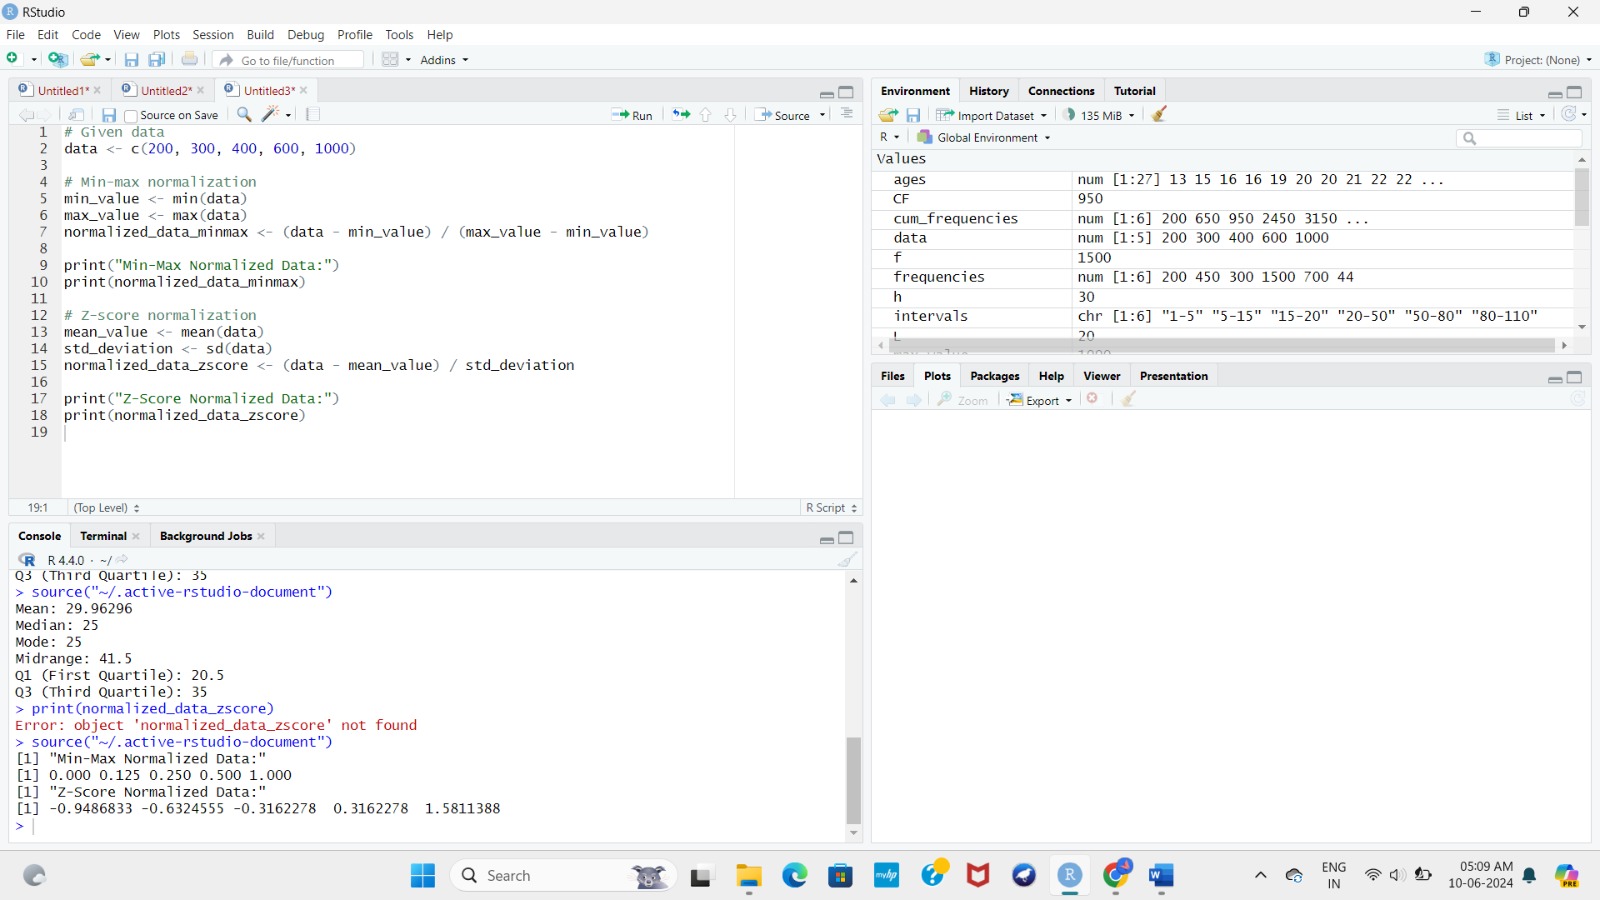 RStudio
File Edit Code View Plots Session Build Debug Profile Tools Help
Go to file/function Addins Project: (None)
Untitled1* Untitled2* Untitled3*
Source on Save Run Source
1 # Given data
2 data <- c(200, 300, 400, 600, 1000)
3
4 # Min-max normalization
5 min_value <- min(data)
6 max_value <- max(data)
7 normalized_data_minmax <- (data - min_value) / (max_value - min_value)
8
9 print("Min-Max Normalized Data:")
10 print(normalized_data_minmax)
11
12 # Z-score normalization
13 mean_value <- mean(data)
14 std_deviation <- sd(data)
15 normalized_data_zscore <- (data - mean_value) / std_deviation
16
17 print("Z-Score Normalized Data:")
18 print(normalized_data_zscore)
19
19:1 (Top Level) R Script
Console Terminal Background Jobs
R 4.4.0 · ~/
Q3 (Third Quartile): 35
> source("~/.active-rstudio-document")
Mean: 29.96296
Median: 25
Mode: 25
Midrange: 41.5
Q1 (First Quartile): 20.5
Q3 (Third Quartile): 35
> print(normalized_data_zscore)
Error: object 'normalized_data_zscore' not found
> source("~/.active-rstudio-document")
[1] "Min-Max Normalized Data:"
[1] 0.000 0.125 0.250 0.500 1.000
[1] "Z-Score Normalized Data:"
[1] -0.9486833 -0.6324555 -0.3162278 0.3162278 1.5811388
>
Environment History Connections Tutorial
Import Dataset 135 MiB List
R Global Environment
Values
ages num [1:27] 13 15 16 16 19 20 20 21 22 22 ...
CF 950
cum_frequencies num [1:6] 200 650 950 2450 3150 ...
data num [1:5] 200 300 400 600 1000
f 1500
frequencies num [1:6] 200 450 300 1500 700 44
h 30
intervals chr [1:6] "1-5" "5-15" "15-20" "20-50" "50-80" "80-110"
L 20
max_value 1000
Files Plots Packages Help Viewer Presentation
Zoom Export
Search myhp ENG IN 05:09 AM 10-06-2024 PRE